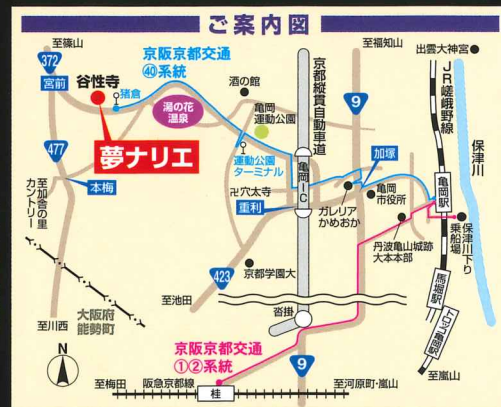 ご案内図
至篠山
京阪京都交通
㊵系統
至福知山
出雲大神宮
372
宮前
谷性寺
猪倉
酒の館
9
JR嵯峨野線
湯の花
温泉
亀岡
運動公園
京都縦貫自動車道
保津川
夢ナリエ
477
運動公園
ターミナル
加塚
本梅
至加舎の里
カントリー
卍穴太寺
亀岡IC
重利
ガレリア
かめおか
亀岡
市役所
亀岡駅
保津川下り
乗船場
丹波亀山城跡
大本本部
京都学園大
423
馬堀駅
大阪府
能勢町
至池田
トロッコ亀岡駅
沓掛
至川西
京阪京都交通
①②系統
9
至嵐山
N
至梅田
阪急京都線
桂
至河原町・嵐山